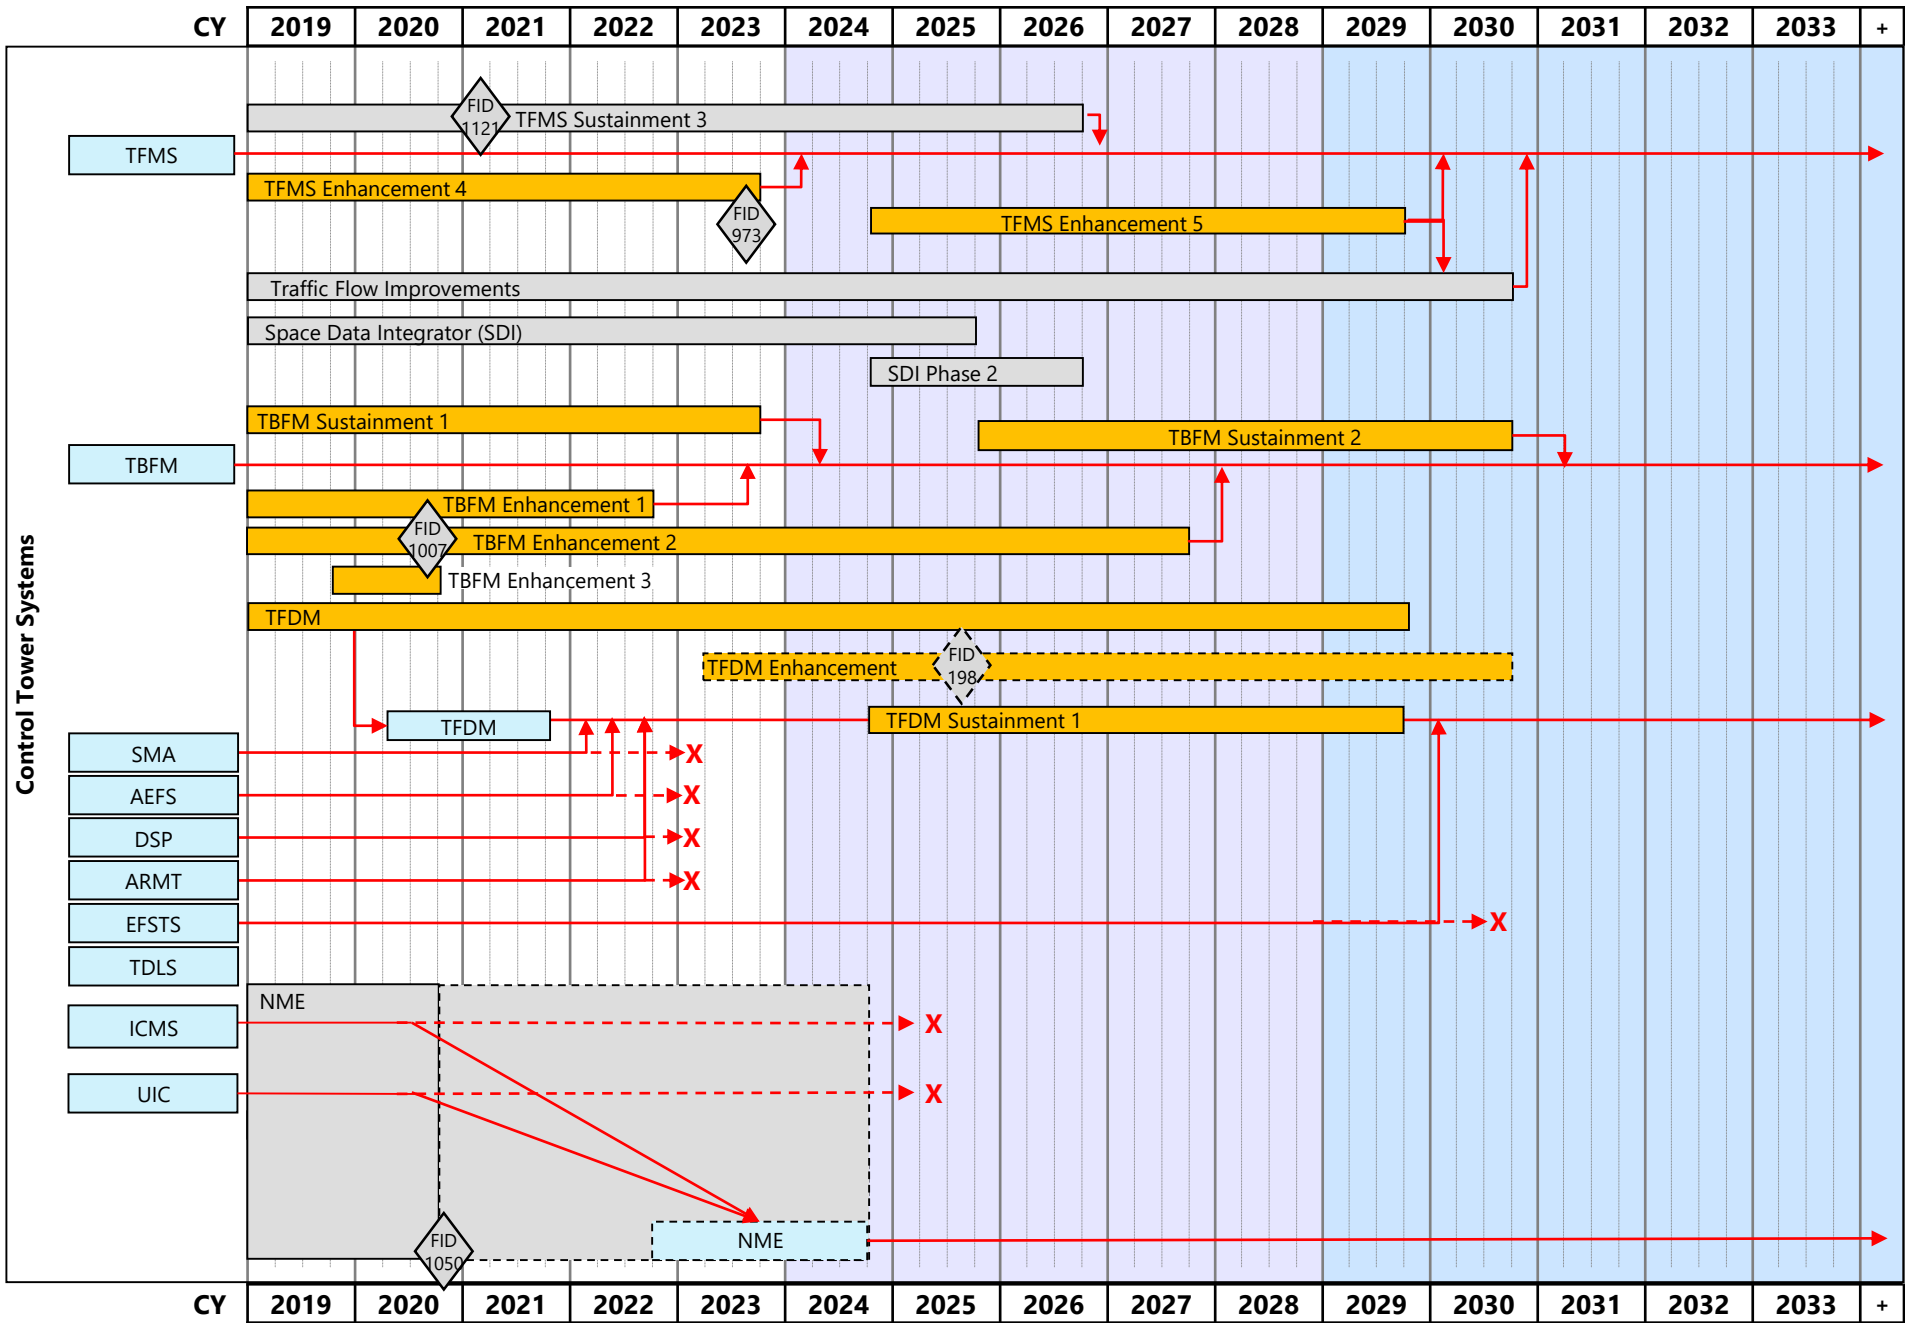 CY 2019 2020 2021 2022 2023 2024 2025 2026 2027 2028 2029 2030 2031 2032 2033 +
Control Tower Systems
FID
1121
TFMS Sustainment 3
TFMS
TFMS Enhancement 4
FID
973
TFMS Enhancement 5
Traffic Flow Improvements
Space Data Integrator (SDI)
SDI Phase 2
TBFM Sustainment 1
TBFM Sustainment 2
TBFM
TBFM Enhancement 1
FID
1007
TBFM Enhancement 2
TBFM Enhancement 3
TFDM
TFDM Enhancement
FID
198
TFDM
TFDM Sustainment 1
SMA
X
AEFS
X
DSP
X
ARMT
X
EFSTS
X
TDLS
NME
ICMS
X
UIC
X
NME
FID
1050
CY 2019 2020 2021 2022 2023 2024 2025 2026 2027 2028 2029 2030 2031 2032 2033 +